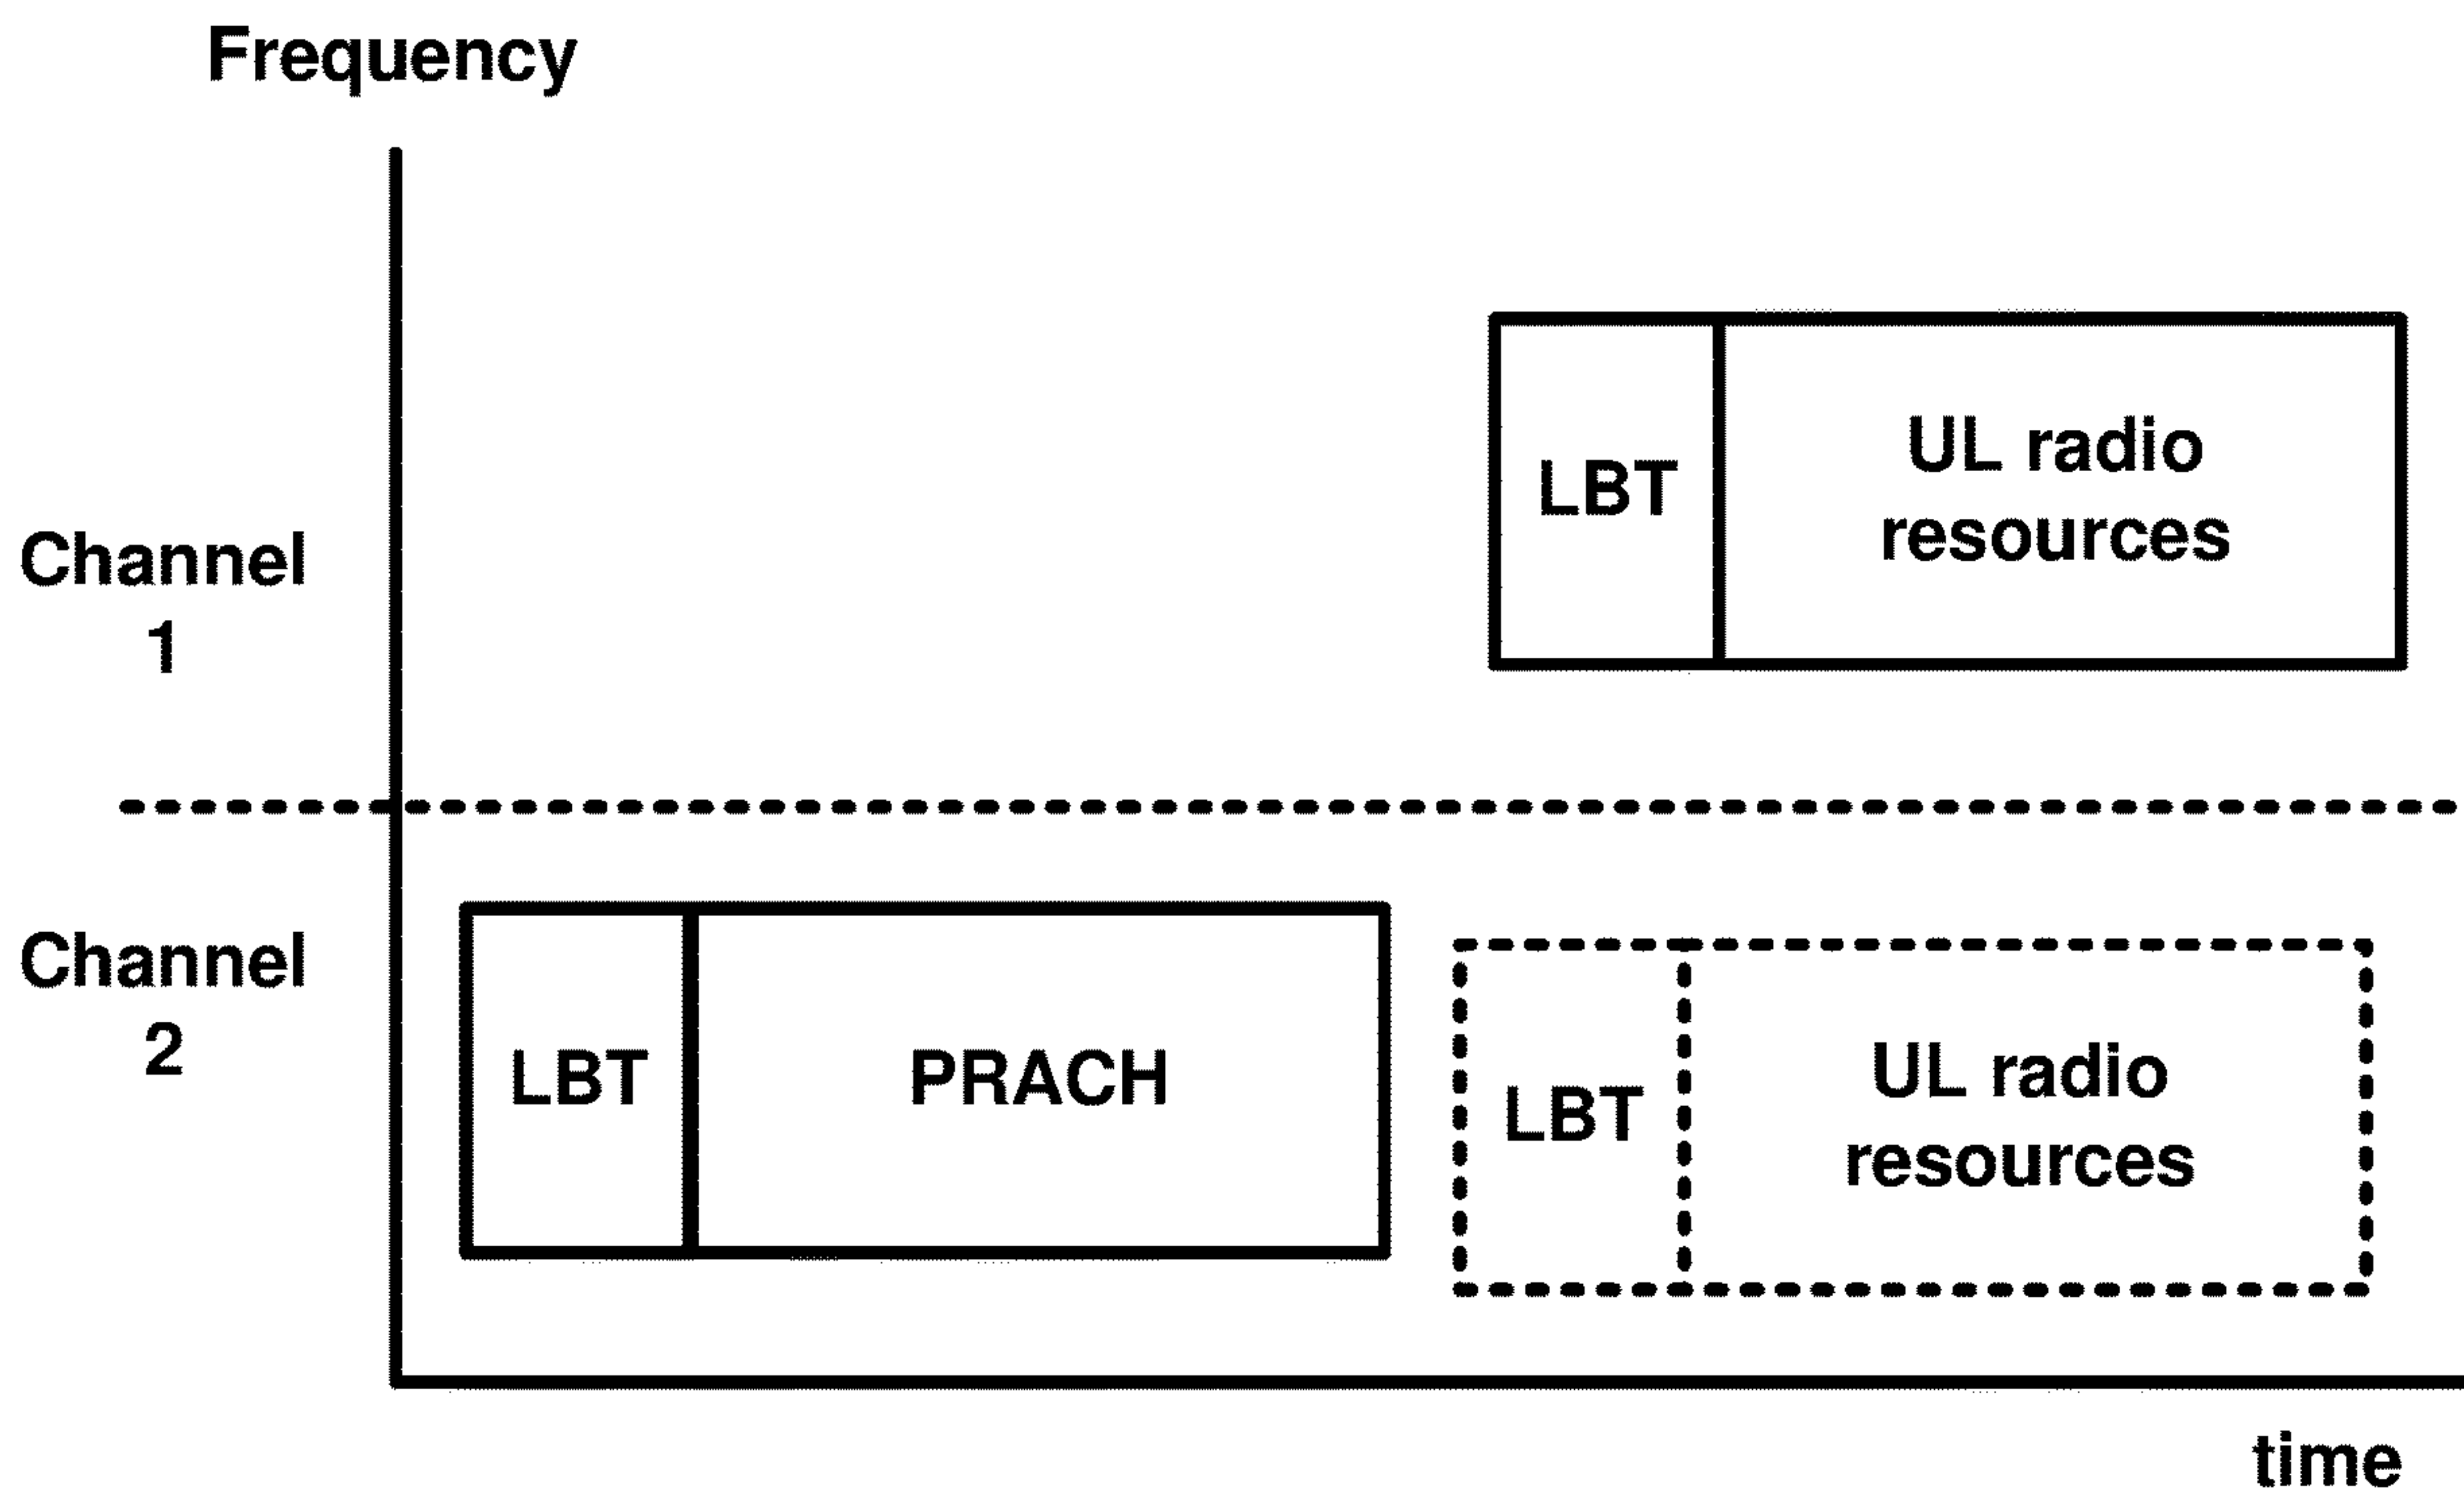 Frequency
Channel
1
LBT
UL radio
resources
Channel
2
LBT
PRACH
LBT
UL radio
resources
time